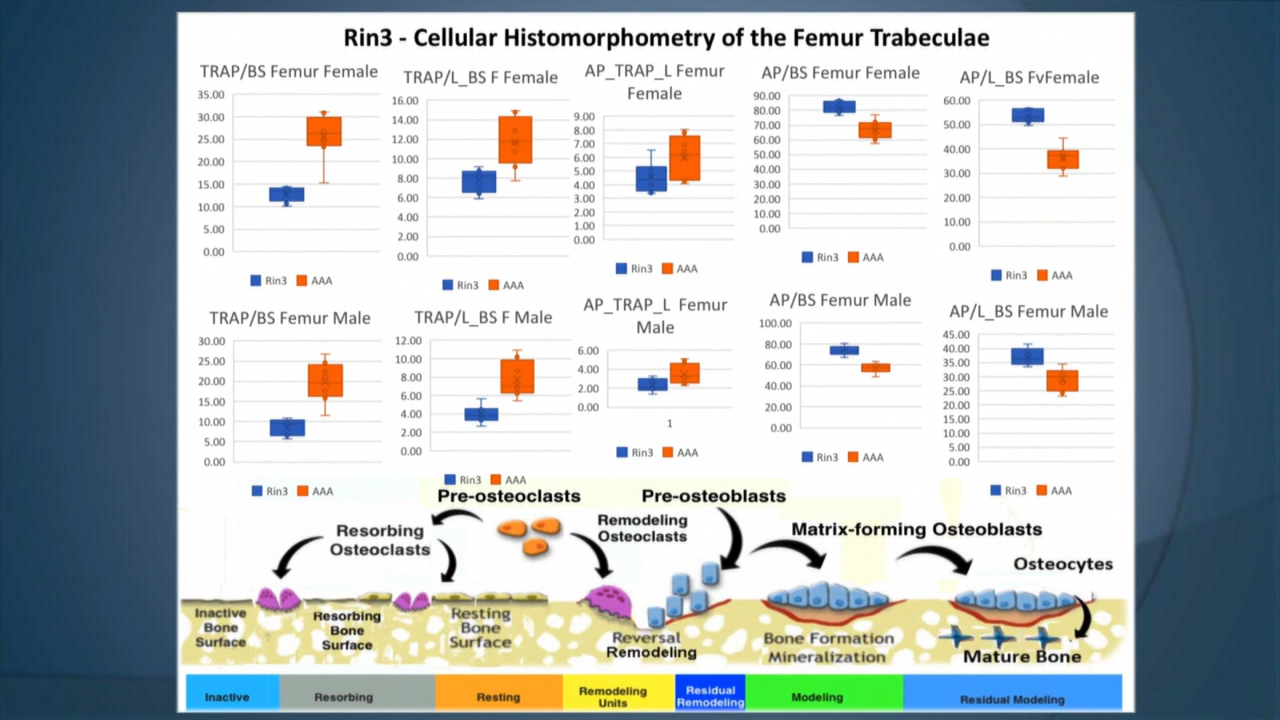 Rin3 - Cellular Histomorphometry of the Femur Trabeculae
TRAP/BS Femur Female
35.00
30.00
25.00
20.00
15.00
10.00
5.00
0.00
Rin3 AAA
TRAP/L_BS F Female
16.00
14.00
12.00
10.00
8.00
6.00
4.00
2.00
0.00
Rin3 AAA
AP_TRAP_L Femur
Female
9.00
8.00
7.00
6.00
5.00
4.00
3.00
2.00
1.00
0.00
Rin3 AAA
AP/BS Femur Female
90.00
80.00
70.00
60.00
50.00
40.00
30.00
20.00
10.00
0.00
Rin3 AAA
AP/L_BS FvFemale
60.00
50.00
40.00
30.00
20.00
10.00
0.00
Rin3 AAA
TRAP/BS Femur Male
30.00
25.00
20.00
15.00
10.00
5.00
0.00
Rin3 AAA
TRAP/L_BS F Male
12.00
10.00
8.00
6.00
4.00
2.00
0.00
Rin3 AAA
AP_TRAP_L Femur
Male
6.00
4.00
2.00
0.00
1
Rin3 AAA
AP/BS Femur Male
100.00
80.00
60.00
40.00
20.00
0.00
Rin3 AAA
AP/L_BS Femur Male
45.00
40.00
35.00
30.00
25.00
20.00
15.00
10.00
5.00
0.00
Rin3 AAA
Pre-osteoclasts
Pre-osteoblasts
Resorbing
Osteoclasts
Remodeling
Osteoclasts
Matrix-forming Osteoblasts
Osteocytes
Inactive
Bone
Surface
Resorbing
Bone
Surface
Resting
Bone
Surface
Reversal
Remodeling
Bone Formation
Mineralization
Mature Bone
Inactive
Resorbing
Resting
Remodeling
Units
Residual
Remodeling
Modeling
Residual Modeling